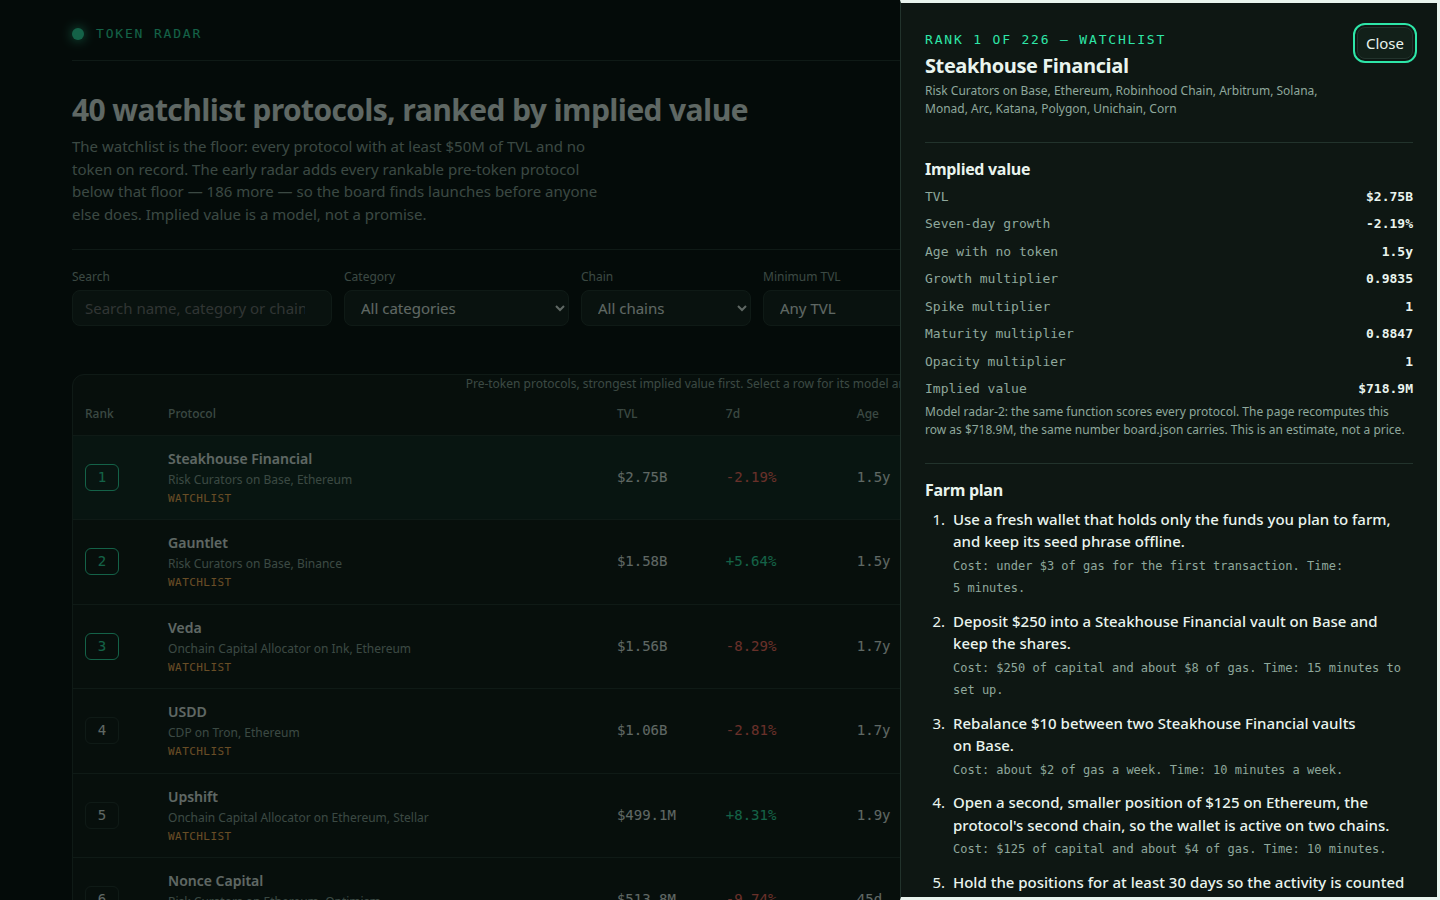 TOKEN RADAR
40 watchlist protocols, ranked by implied value
The watchlist is the floor: every protocol with at least $50M of TVL and no
token on record. The early radar adds every rankable pre-token protocol
below that floor — 186 more — so the board finds launches before anyone
else does. Implied value is a model, not a promise.
Search
Category
Chain
Minimum TVL
Search name, category or chain
All categories
All chains
Any TVL
Pre-token protocols, strongest implied value first. Select a row for its model
Rank
Protocol
TVL
7d
Age
1
Steakhouse Financial
Risk Curators on Base, Ethereum
WATCHLIST
$2.75B
-2.19%
1.5y
2
Gauntlet
Risk Curators on Base, Binance
WATCHLIST
$1.58B
+5.64%
1.5y
3
Veda
Onchain Capital Allocator on Ink, Ethereum
WATCHLIST
$1.56B
-8.29%
1.7y
4
USDD
CDP on Tron, Ethereum
WATCHLIST
$1.06B
-2.81%
1.7y
5
Upshift
Onchain Capital Allocator on Ethereum, Stellar
WATCHLIST
$499.1M
+8.31%
1.9y
6
Nonce Capital
Risk Curators on Ethereum, Optimism
$513.8M
-9.74%
45d
RANK 1 OF 226 — WATCHLIST
Close
Steakhouse Financial
Risk Curators on Base, Ethereum, Robinhood Chain, Arbitrum, Solana,
Monad, Arc, Katana, Polygon, Unichain, Corn
Implied value
TVL $2.75B
Seven-day growth -2.19%
Age with no token 1.5y
Growth multiplier 0.9835
Spike multiplier 1
Maturity multiplier 0.8847
Opacity multiplier 1
Implied value $718.9M
Model radar-2: the same function scores every protocol. The page recomputes this
row as $718.9M, the same number board.json carries. This is an estimate, not a price.
Farm plan
1. Use a fresh wallet that holds only the funds you plan to farm,
and keep its seed phrase offline.
Cost: under $3 of gas for the first transaction. Time:
5 minutes.
2. Deposit $250 into a Steakhouse Financial vault on Base and
keep the shares.
Cost: $250 of capital and about $8 of gas. Time: 15 minutes to
set up.
3. Rebalance $10 between two Steakhouse Financial vaults
on Base.
Cost: about $2 of gas a week. Time: 10 minutes a week.
4. Open a second, smaller position of $125 on Ethereum, the
protocol's second chain, so the wallet is active on two chains.
Cost: $125 of capital and about $4 of gas. Time: 10 minutes.
5. Hold the positions for at least 30 days so the activity is counted